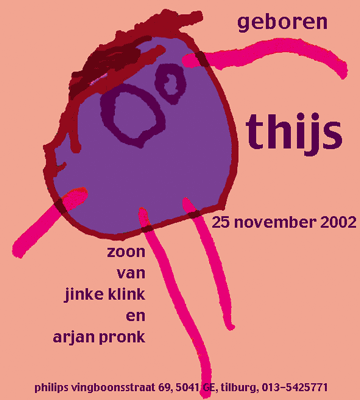 geboren
thijs
25 november 2002
zoon
van
jinke klink
en
arjan pronk
philips vingboonsstraat 69, 5041 GE, tilburg, 013-5425771